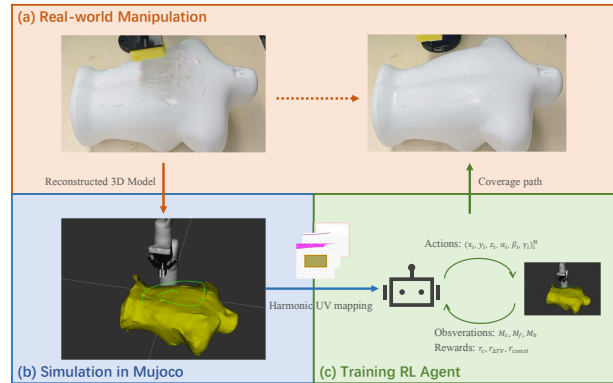 (a) Real-world Manipulation
Reconstructed 3D Model
Coverage path
Actions: (x_i, y_i, z_i, α_i, β_i, γ_i)_i^N
Harmonic UV mapping
Obsverations: M_c, M_f, M_b
Rewards: r_c, r_ΔTV, r_const
(b) Simulation in Mujoco
(c) Training RL Agent